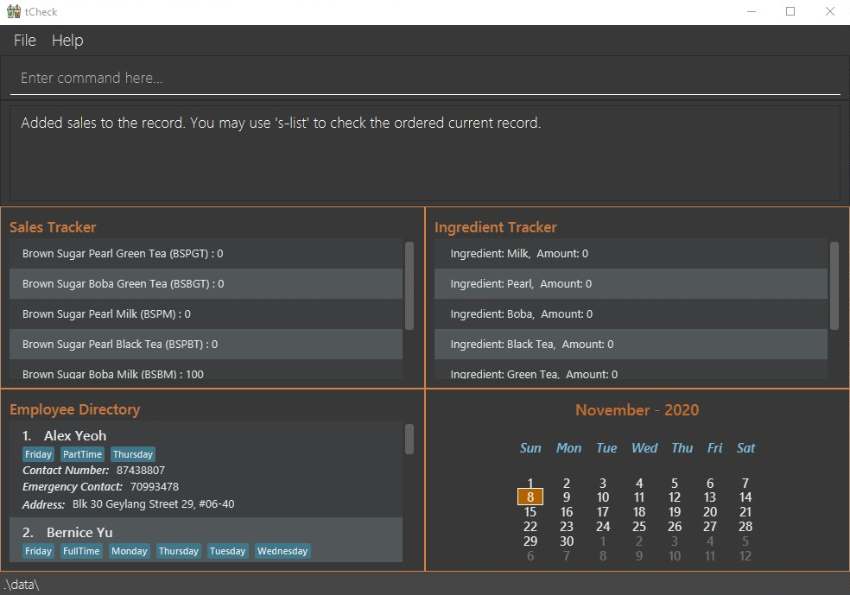 tCheck
File Help
Enter command here...
Added sales to the record. You may use 's-list' to check the ordered current record.
Sales Tracker
Brown Sugar Pearl Green Tea (BSPGT) : 0
Brown Sugar Boba Green Tea (BSBGT) : 0
Brown Sugar Pearl Milk (BSPM) : 0
Brown Sugar Pearl Black Tea (BSPBT) : 0
Brown Sugar Boba Milk (BSBM) : 100
Ingredient Tracker
Ingredient: Milk, Amount: 0
Ingredient: Pearl, Amount: 0
Ingredient: Boba, Amount: 0
Ingredient: Black Tea, Amount: 0
Ingredient: Green Tea, Amount: 0
Employee Directory
1. Alex Yeoh
Friday PartTime Thursday
Contact Number: 87438807
Emergency Contact: 70993478
Address: Blk 30 Geylang Street 29, #06-40
2. Bernice Yu
Friday FullTime Monday Thursday Tuesday Wednesday
November - 2020
Sun Mon Tue Wed Thu Fri Sat
1 2 3 4 5 6 7
8 9 10 11 12 13 14
15 16 17 18 19 20 21
22 23 24 25 26 27 28
29 30 1 2 3 4 5
6 7 8 9 10 11 12
.\data\